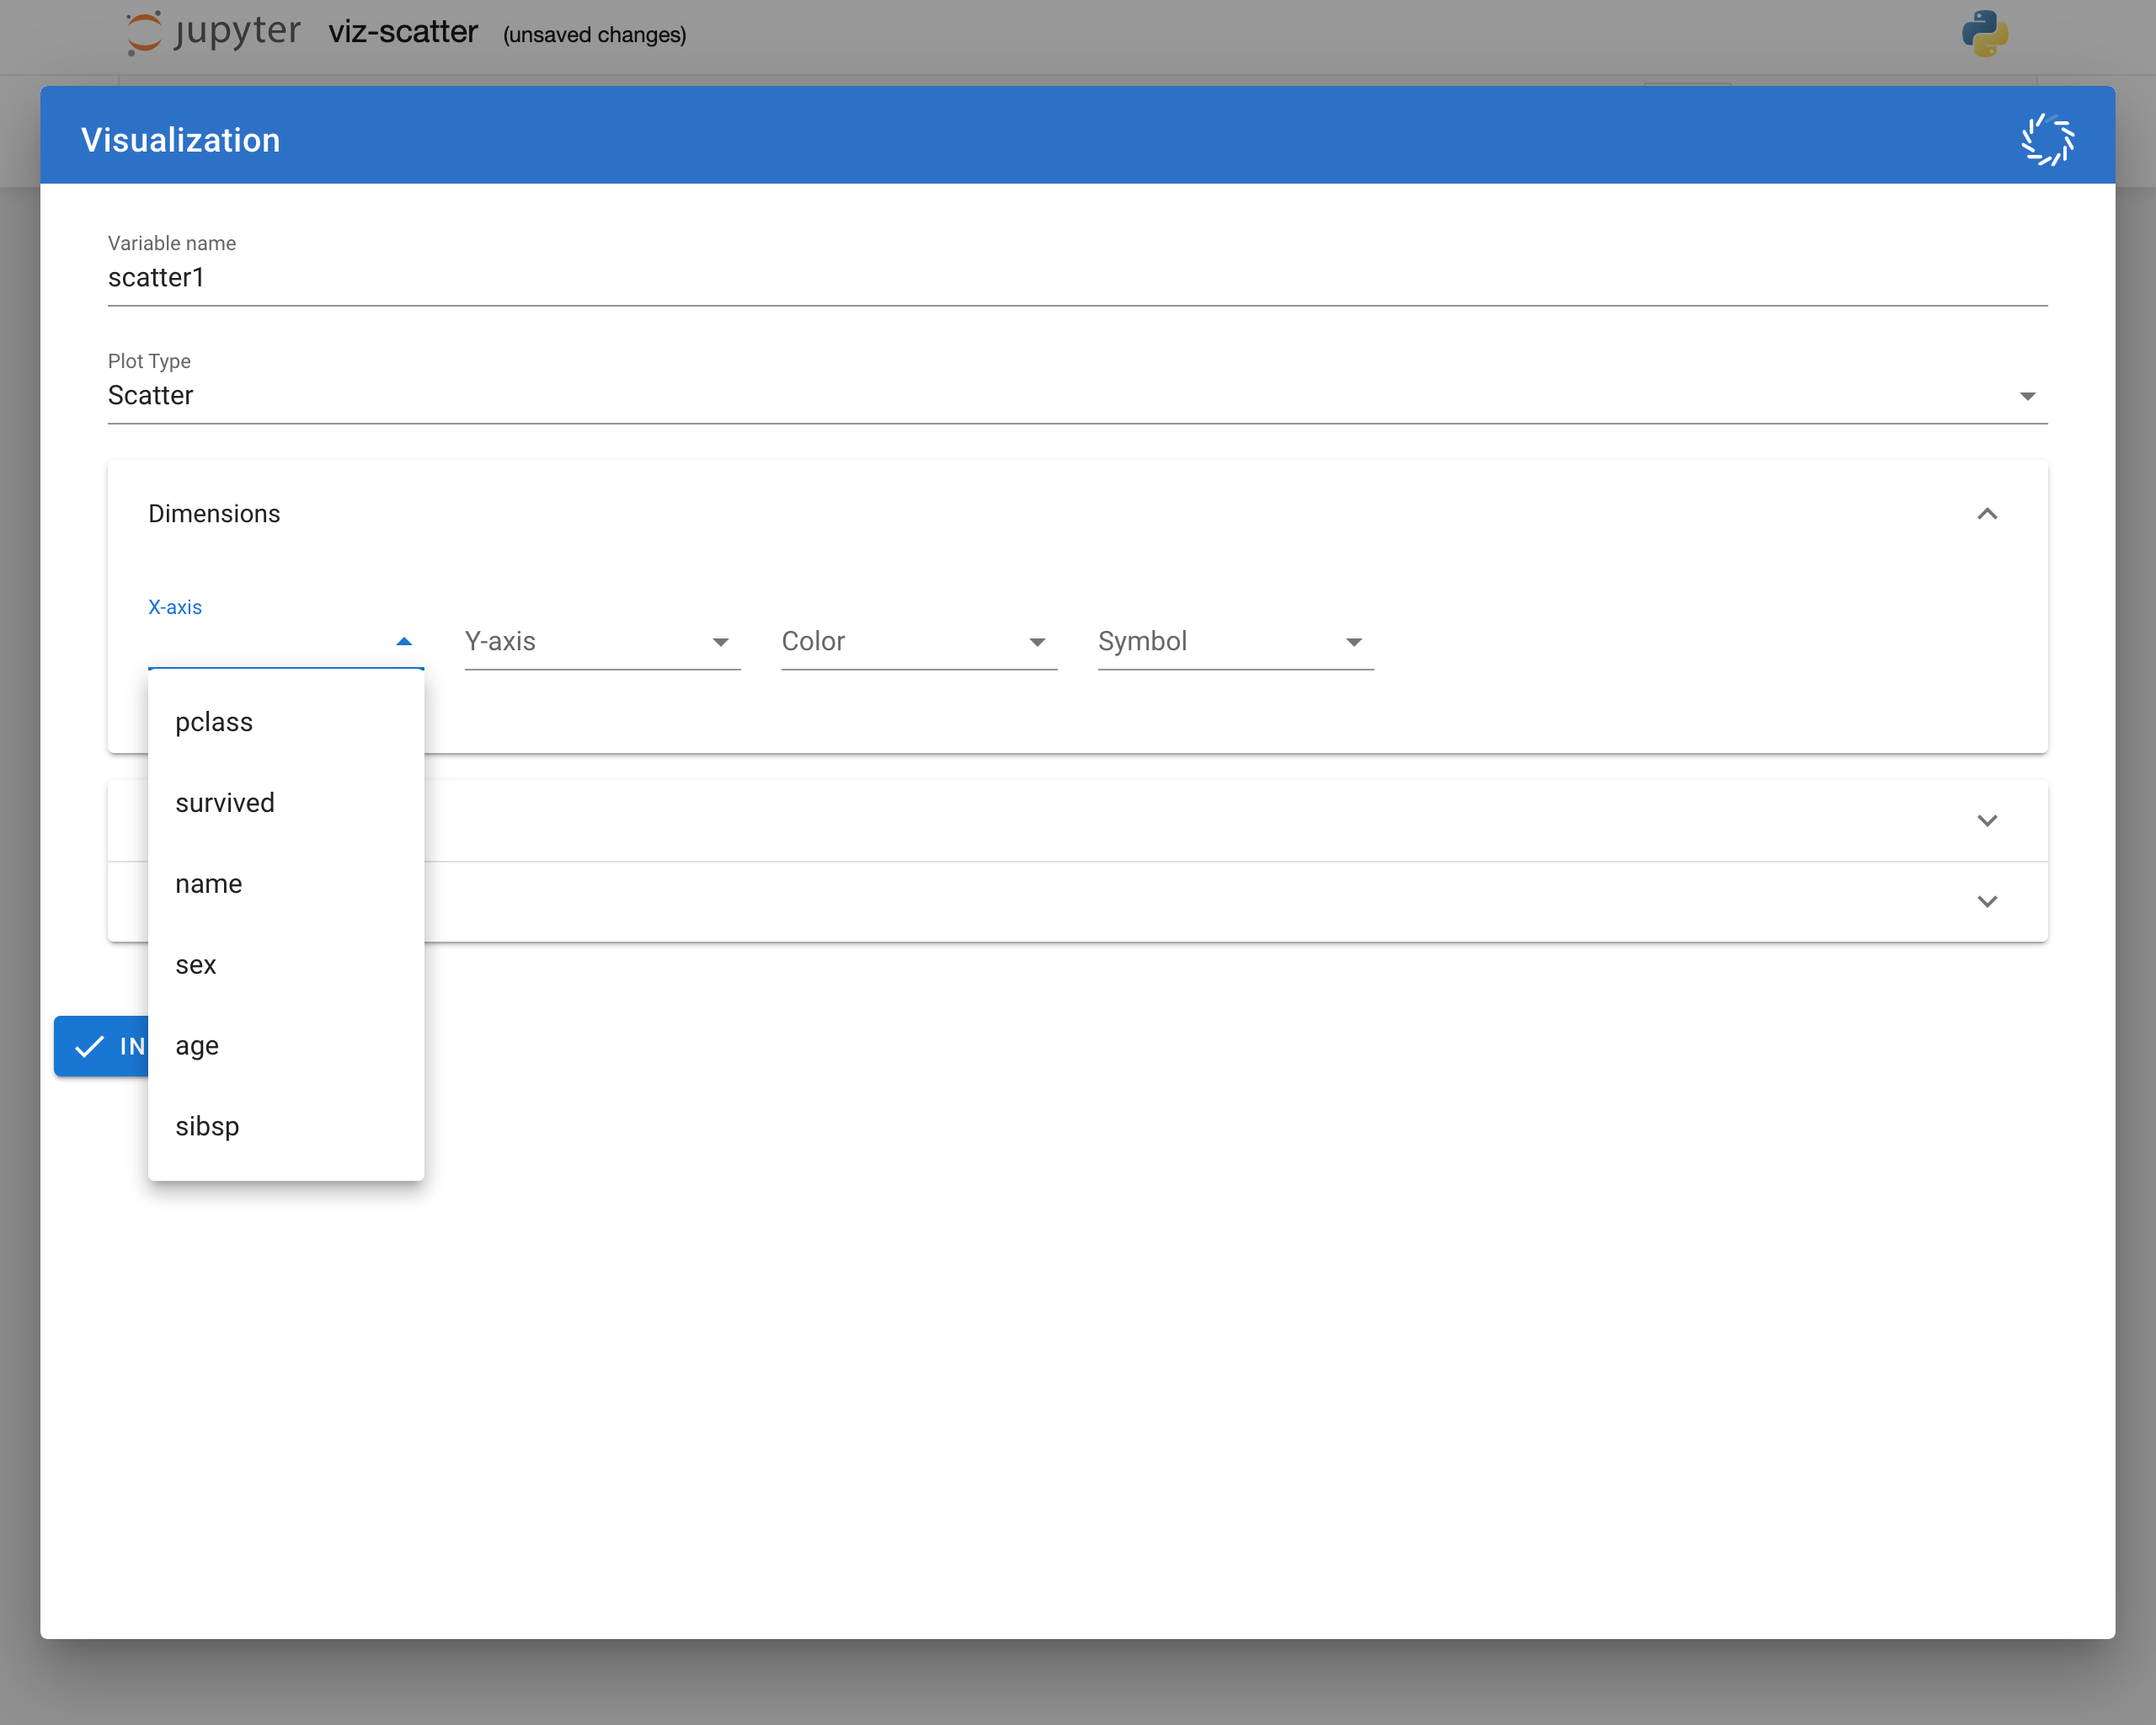 jupyter viz-scatter (unsaved changes)
Visualization
Variable name
scatter1
Plot Type
Scatter
Dimensions
X-axis
Y-axis Color Symbol
pclass
survived
name
sex
age
IN
sibsp